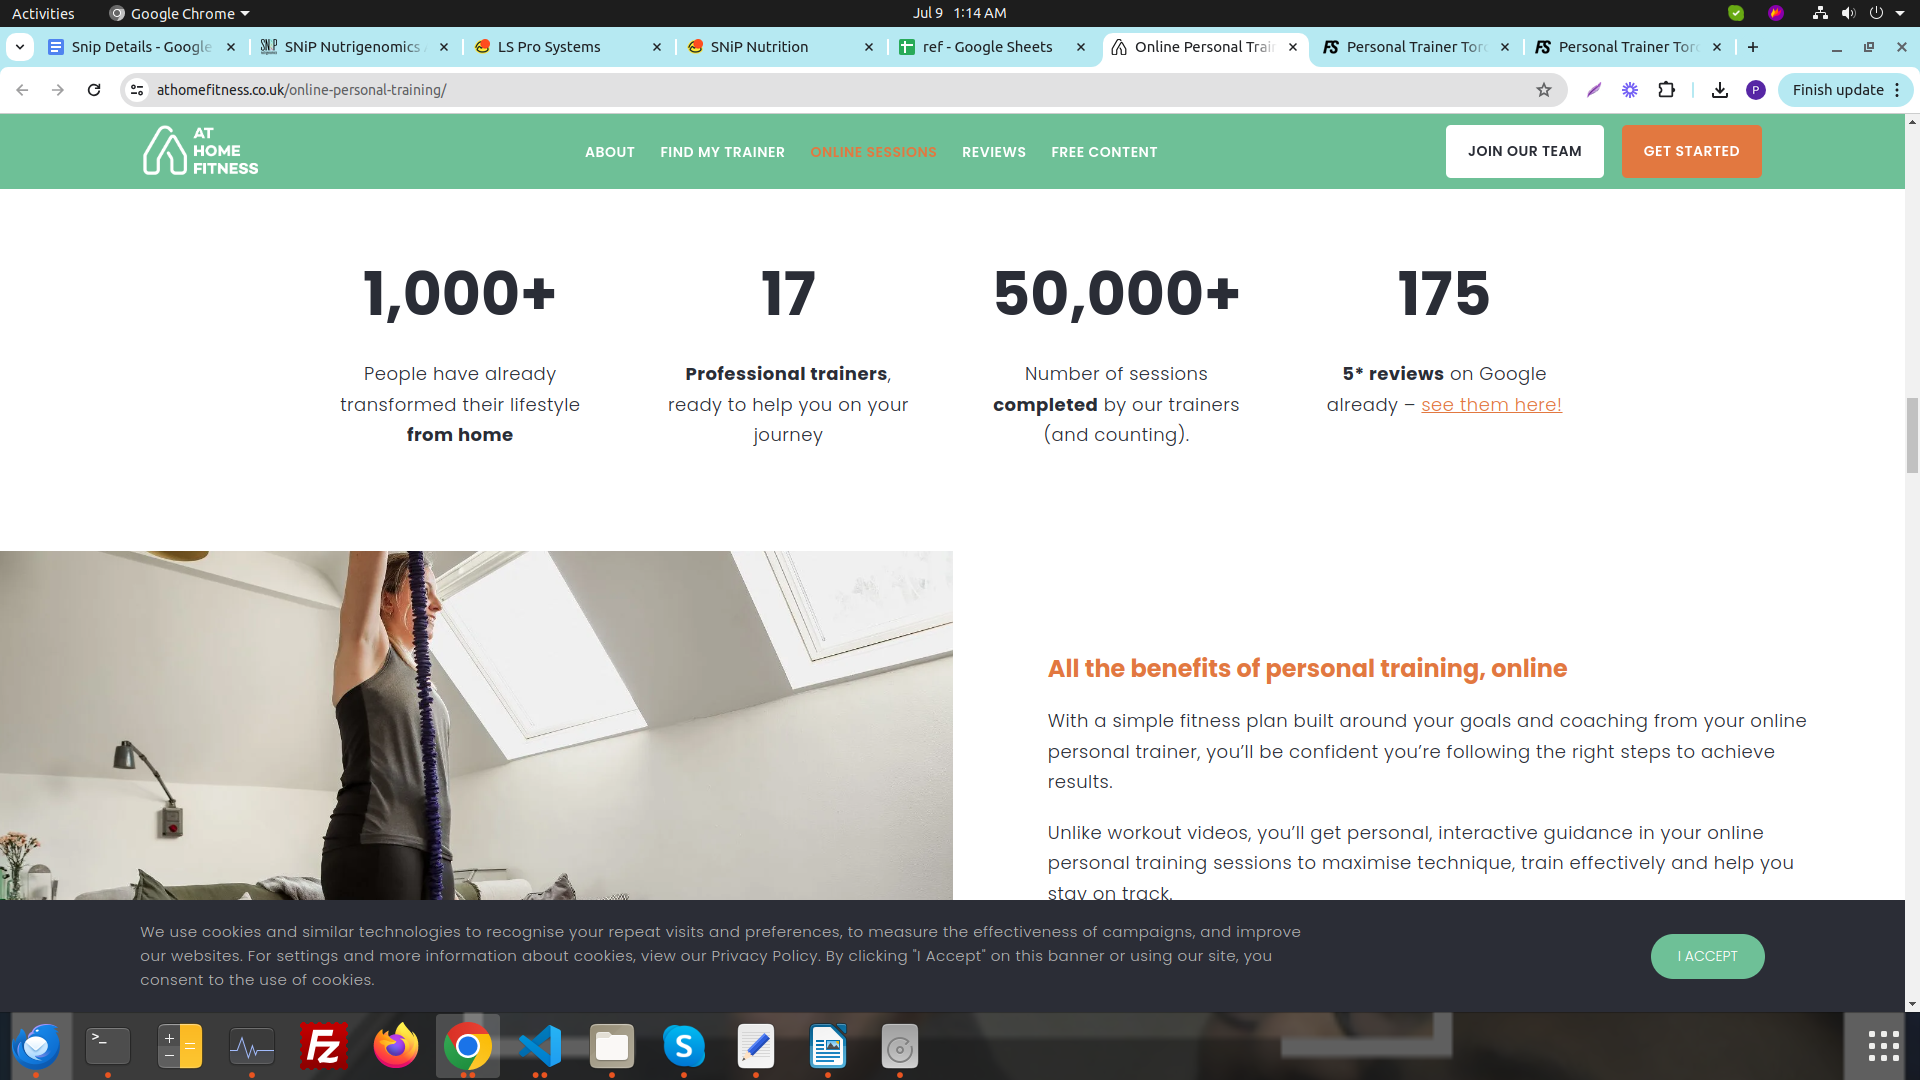 Activities
Google Chrome
Jul 9 1:14 AM
Snip Details - Google
SNiP Nutrigenomics
LS Pro Systems
SNiP Nutrition
ref - Google Sheets
Online Personal Train
Personal Trainer Toro
Personal Trainer Toro
athomefitness.co.uk/online-personal-training/
P
Finish update
AT
HOME
FITNESS
ABOUT
FIND MY TRAINER
ONLINE SESSIONS
REVIEWS
FREE CONTENT
JOIN OUR TEAM
GET STARTED
1,000+
People have already
transformed their lifestyle
from home
17
Professional trainers,
ready to help you on your
journey
50,000+
Number of sessions
completed by our trainers
(and counting).
175
5* reviews on Google
already – see them here!
All the benefits of personal training, online
With a simple fitness plan built around your goals and coaching from your online
personal trainer, you’ll be confident you’re following the right steps to achieve
results.
Unlike workout videos, you’ll get personal, interactive guidance in your online
personal training sessions to maximise technique, train effectively and help you
stay on track.
We use cookies and similar technologies to recognise your repeat visits and preferences, to measure the effectiveness of campaigns, and improve
our websites. For settings and more information about cookies, view our Privacy Policy. By clicking "I Accept" on this banner or using our site, you
consent to the use of cookies.
I ACCEPT